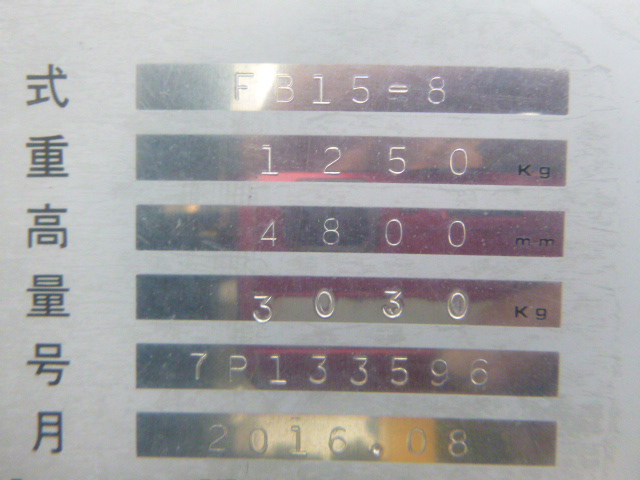 式 FB15-8
重 1250 Kg
高 4800 mm
量 3030 Kg
号 7P133596
月 2016.08